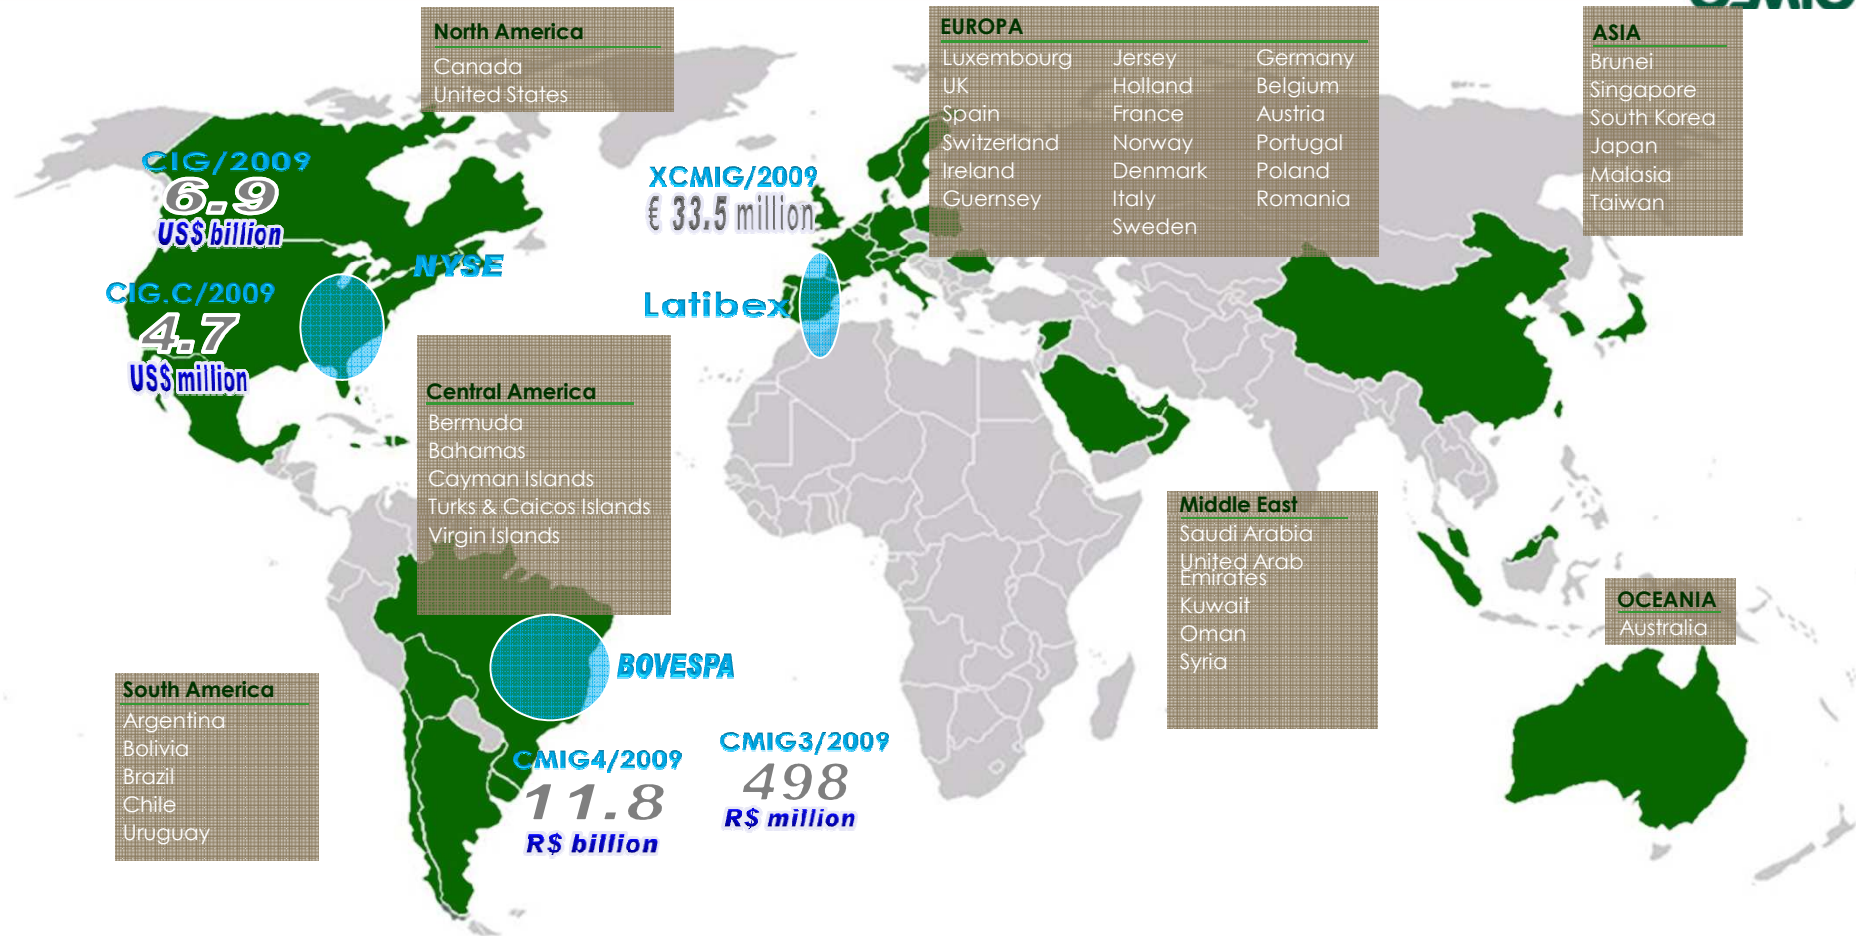 North America
Canada
United States
EUROPA
Luxembourg
UK
Spain
Switzerland
Ireland
Guernsey
Jersey
Holland
France
Norway
Denmark
Italy
Sweden
Germany
Belgium
Austria
Portugal
Poland
Romania
ASIA
Brunei
Singapore
South Korea
Japan
Malasia
Taiwan
CIG/2009
6.9
US$ billion
NYSE
CIG.C/2009
4.7
US$ million
XCMIG/2009
€ 33.5 million
Latibex
Central America
Bermuda
Bahamas
Cayman Islands
Turks & Caicos Islands
Virgin Islands
Middle East
Saudi Arabia
United Arab
Emirates
Kuwait
Oman
Syria
OCEANIA
Australia
BOVESPA
South America
Argentina
Bolivia
Brazil
Chile
Uruguay
CMIG4/2009
11.8
R$ billion
CMIG3/2009
498
R$ million